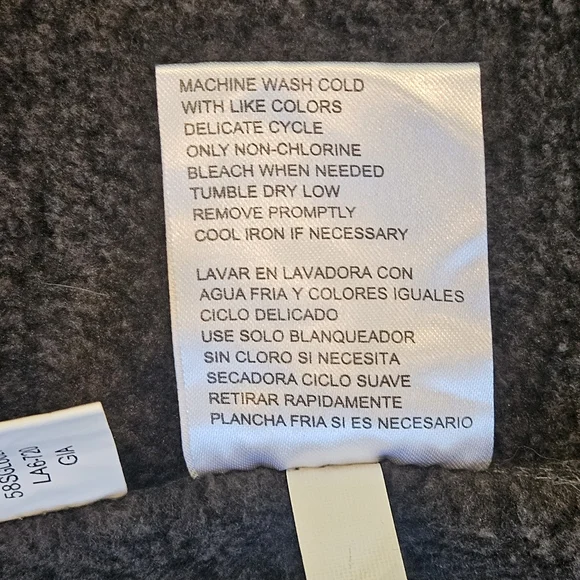 MACHINE WASH COLD
WITH LIKE COLORS
DELICATE CYCLE
ONLY NON-CHLORINE
BLEACH WHEN NEEDED
TUMBLE DRY LOW
REMOVE PROMPTLY
COOL IRON IF NECESSARY
LAVAR EN LAVADORA CON
AGUA FRIA Y COLORES IGUALES
CICLO DELICADO
USE SOLO BLANQUEADOR
SIN CLORO SI NECESITA
SECADORA CICLO SUAVE
RETIRAR RAPIDAMENTE
PLANCHA FRIA SI ES NECESARIO
GIA